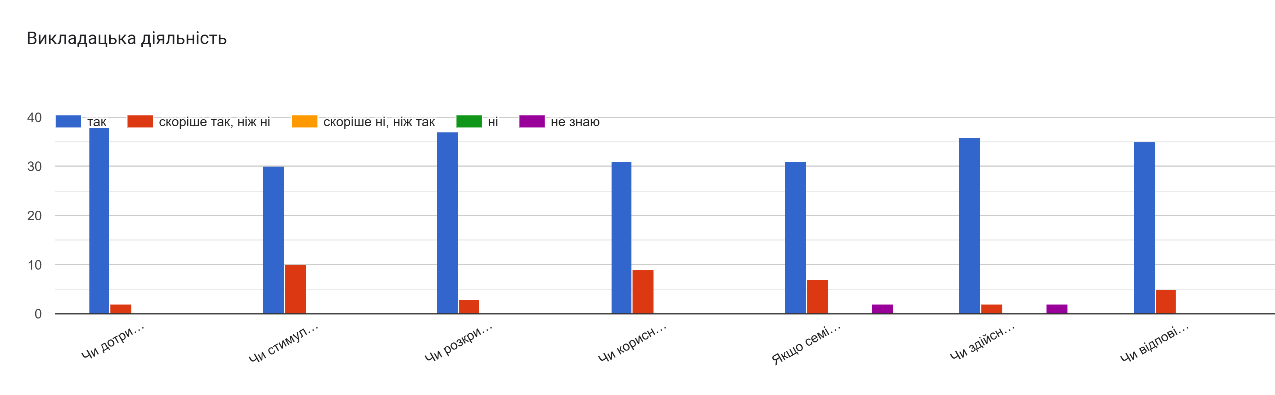 Викладацька діяльність
так
скоріше так, ніж ні
скоріше ні, ніж так
ні
не знаю
40
30
20
10
0
Чи дотри…
Чи стимул…
Чи розкри…
Чи корисн…
Якщо семі…
Чи здійсн…
Чи відпові…